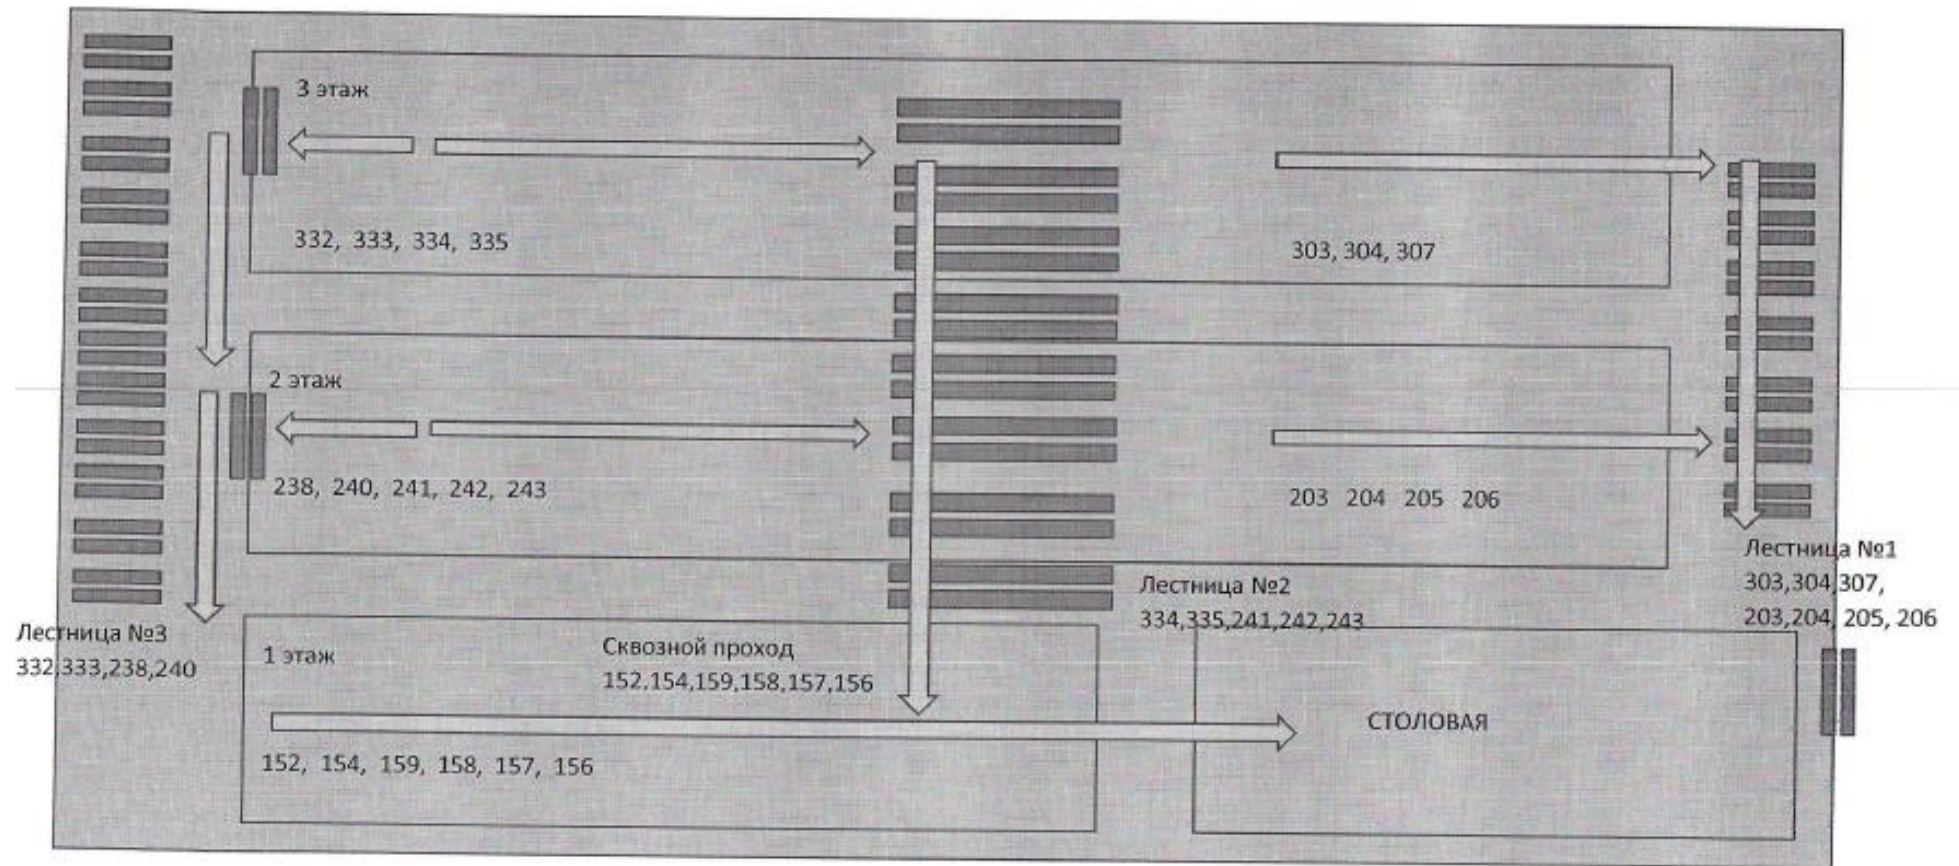 3 этаж
332, 333, 334, 335
303, 304, 307
2 этаж
238, 240, 241, 242, 243
203 204 205 206
Лестница №1
303,304,307,
203,204, 205, 206
Лестница №2
334,335,241,242,243
Лестница №3
332,333,238,240
1 этаж
Сквозной проход
152,154,159,158,157,156
СТОЛОВАЯ
152, 154, 159, 158, 157, 156